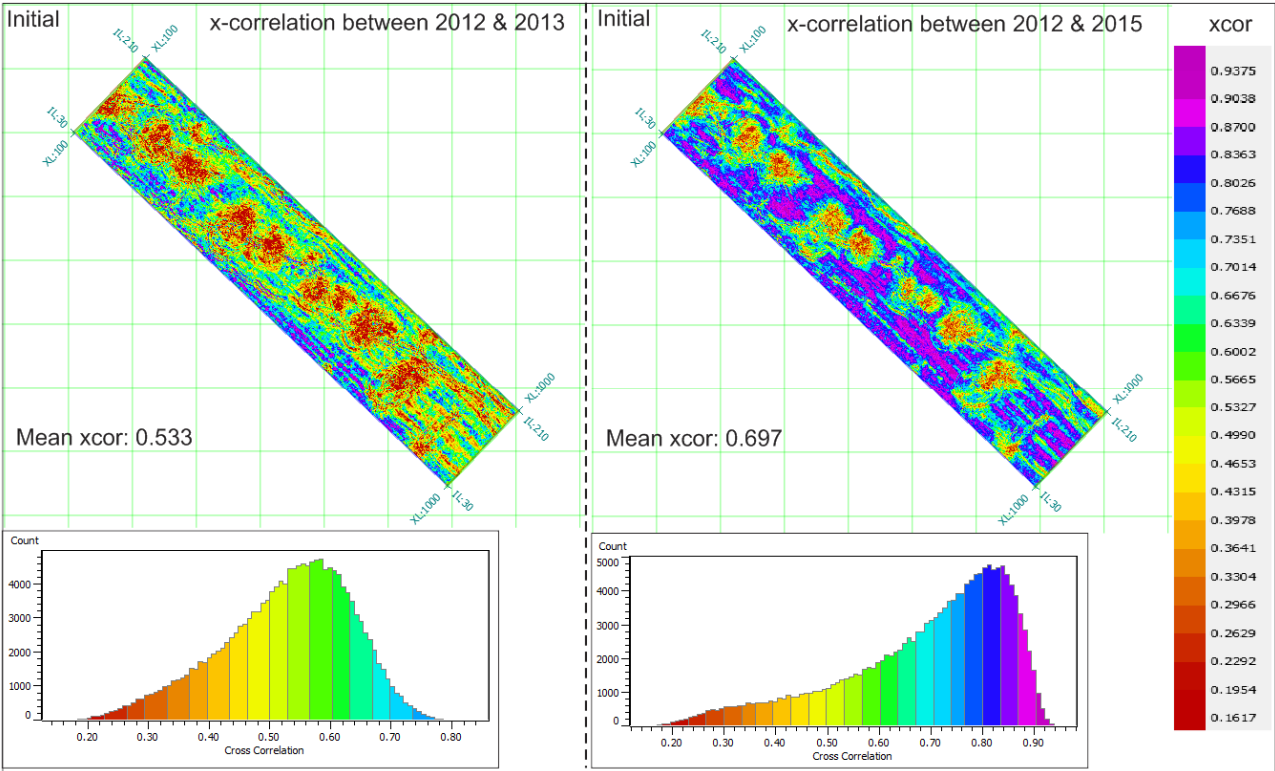 Initial
x-correlation between 2012 & 2013
IL:210
XL:100
IL:30
XL:100
XL:1000
IL:210
XL:1000
IL:30
Mean xcor: 0.533
Count
4000
3000
2000
1000
0
0.20 0.30 0.40 0.50 0.60 0.70 0.80
Cross Correlation
Initial
x-correlation between 2012 & 2015
IL:210
XL:100
IL:30
XL:100
XL:1000
IL:210
XL:1000
IL:30
Mean xcor: 0.697
Count
5000
4000
3000
2000
1000
0
0.20 0.30 0.40 0.50 0.60 0.70 0.80 0.90
Cross Correlation
xcor
0.9375
0.9038
0.8700
0.8363
0.8026
0.7688
0.7351
0.7014
0.6676
0.6339
0.6002
0.5665
0.5327
0.4990
0.4653
0.4315
0.3978
0.3641
0.3304
0.2966
0.2629
0.2292
0.1954
0.1617